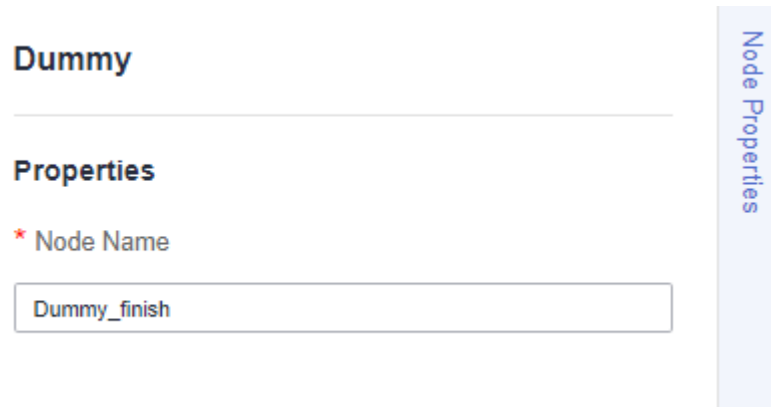 Dummy
Properties
* Node Name
Dummy_finish
Node Properties